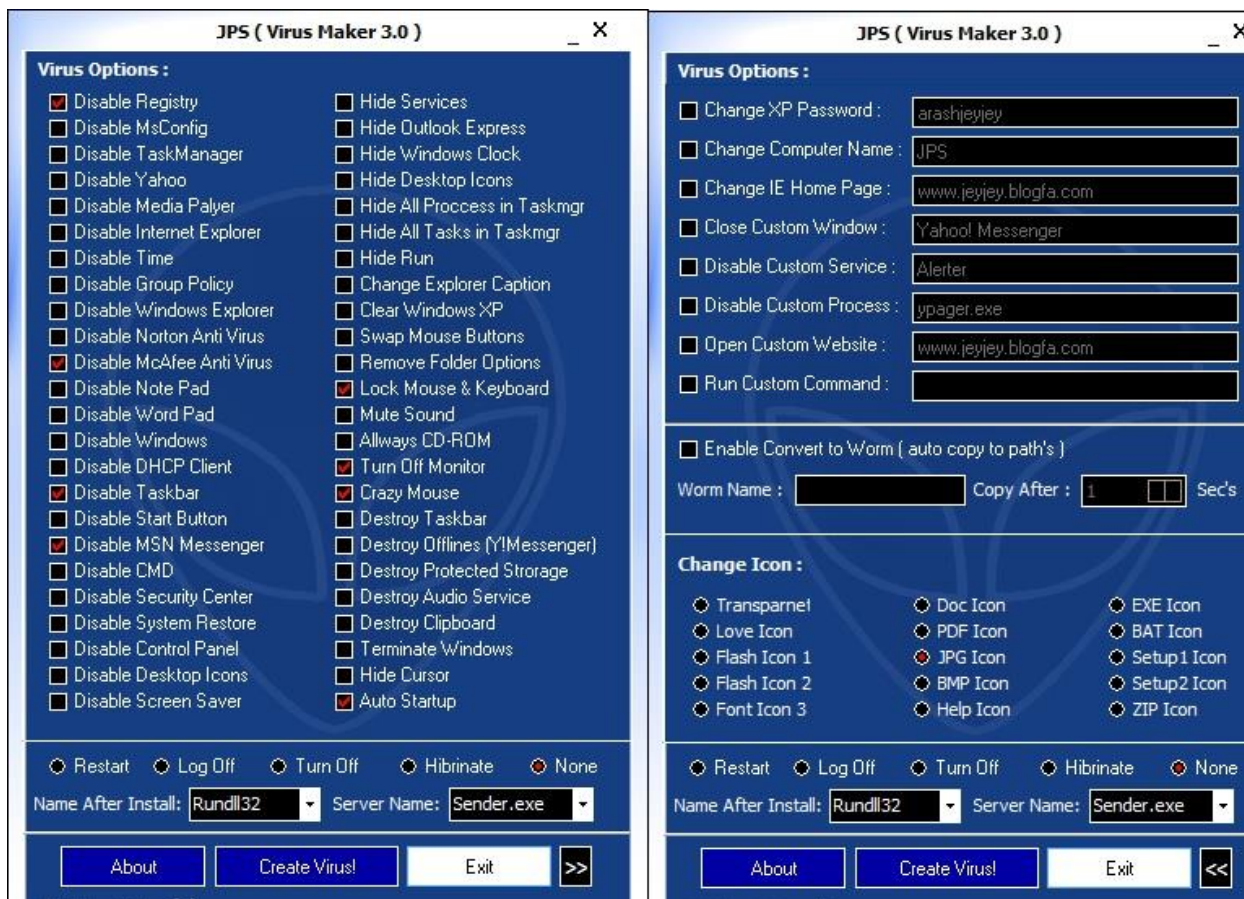 JPS ( Virus Maker 3.0 )
_ X
Virus Options :
Disable Registry
Disable MsConfig
Disable TaskManager
Disable Yahoo
Disable Media Palyer
Disable Internet Explorer
Disable Time
Disable Group Policy
Disable Windows Explorer
Disable Norton Anti Virus
Disable McAfee Anti Virus
Disable Note Pad
Disable Word Pad
Disable Windows
Disable DHCP Client
Disable Taskbar
Disable Start Button
Disable MSN Messenger
Disable CMD
Disable Security Center
Disable System Restore
Disable Control Panel
Disable Desktop Icons
Disable Screen Saver
Hide Services
Hide Outlook Express
Hide Windows Clock
Hide Desktop Icons
Hide All Proccess in Taskmgr
Hide All Tasks in Taskmgr
Hide Run
Change Explorer Caption
Clear Windows XP
Swap Mouse Buttons
Remove Folder Options
Lock Mouse & Keyboard
Mute Sound
Allways CD-ROM
Turn Off Monitor
Crazy Mouse
Destroy Taskbar
Destroy Offlines (Y!Messenger)
Destroy Protected Strorage
Destroy Audio Service
Destroy Clipboard
Terminate Windows
Hide Cursor
Auto Startup
Restart Log Off Turn Off Hibrinate None
Name After Install: Rundll32 Server Name: Sender.exe
About Create Virus! Exit >>
JPS ( Virus Maker 3.0 )
_ X
Virus Options :
Change XP Password : arashjeyjey
Change Computer Name : JPS
Change IE Home Page : www.jeyjey.blogfa.com
Close Custom Window : Yahoo! Messenger
Disable Custom Service : Alerter
Disable Custom Process : ypager.exe
Open Custom Website : www.jeyjey.blogfa.com
Run Custom Command :
Enable Convert to Worm ( auto copy to path's )
Worm Name : Copy After : 1 Sec's
Change Icon :
Transparnet Doc Icon EXE Icon
Love Icon PDF Icon BAT Icon
Flash Icon 1 JPG Icon Setup1 Icon
Flash Icon 2 BMP Icon Setup2 Icon
Font Icon 3 Help Icon ZIP Icon
Restart Log Off Turn Off Hibrinate None
Name After Install: Rundll32 Server Name: Sender.exe
About Create Virus! Exit <<